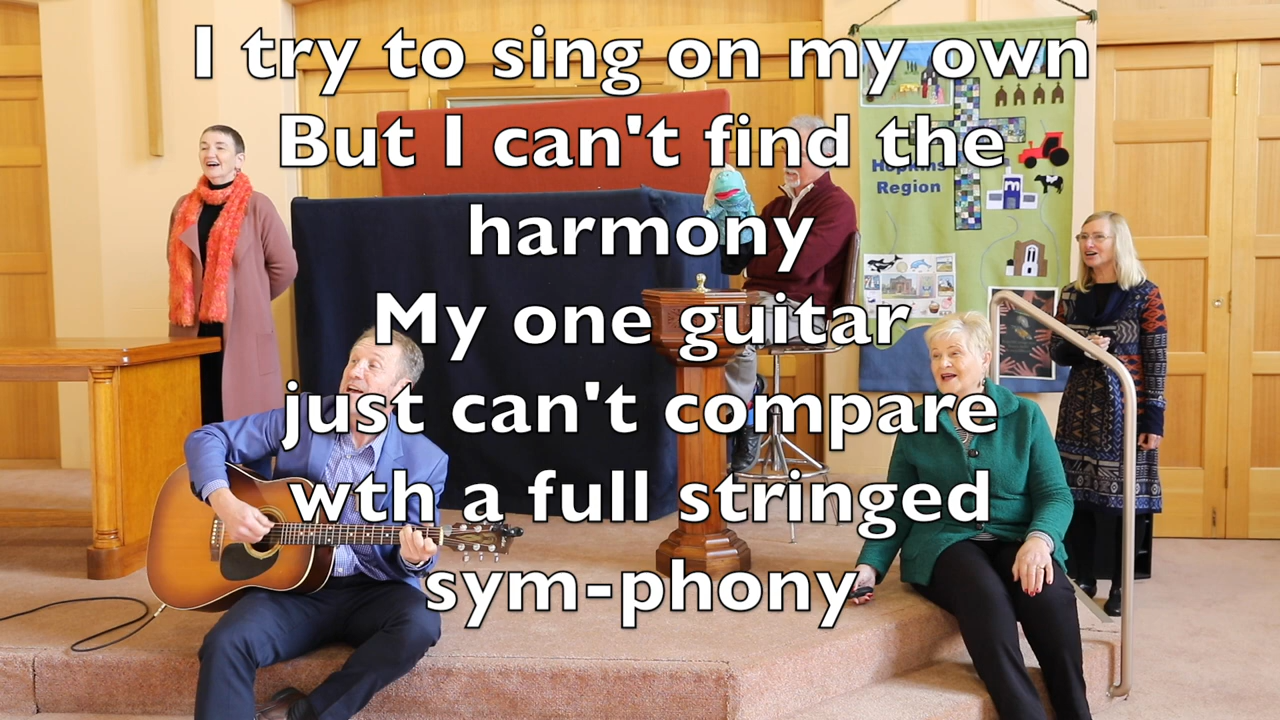 I try to sing on my own
But I can't find the
harmony
My one guitar
just can't compare
wth a full stringed
sym-phony
Hopkins
Region